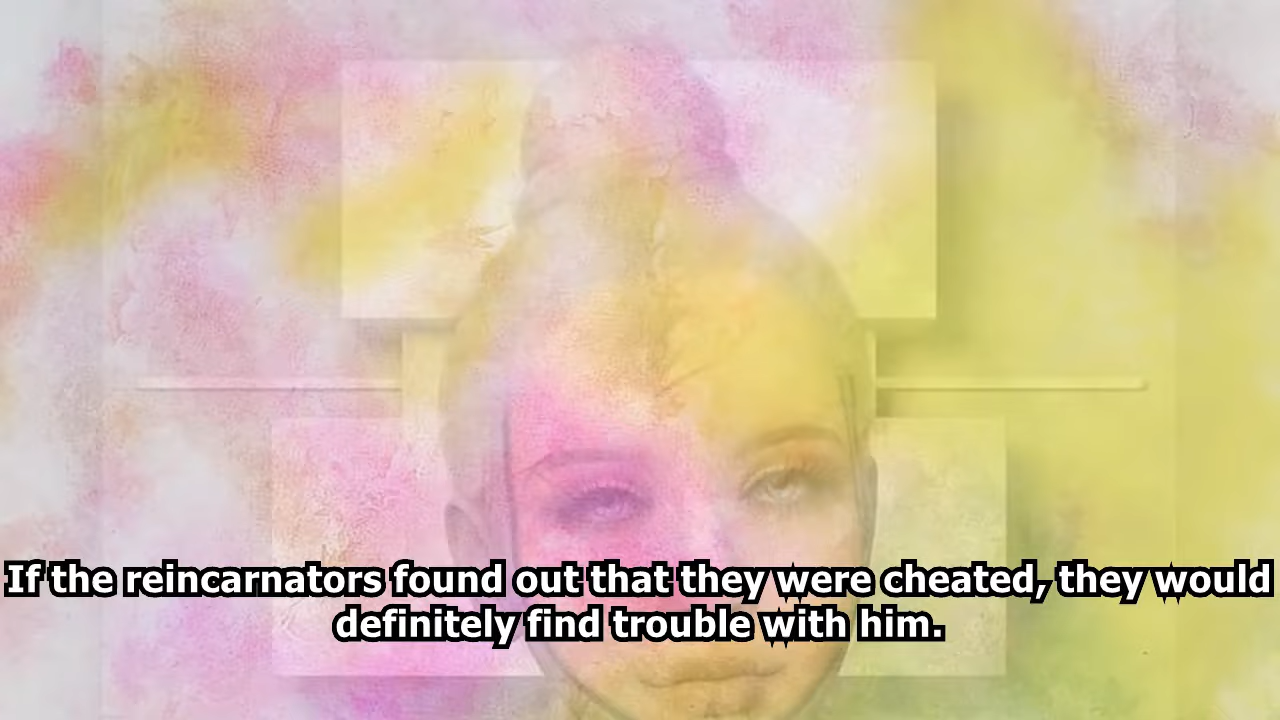 If the reincarnators found out that they were cheated, they would
definitely find trouble with him.